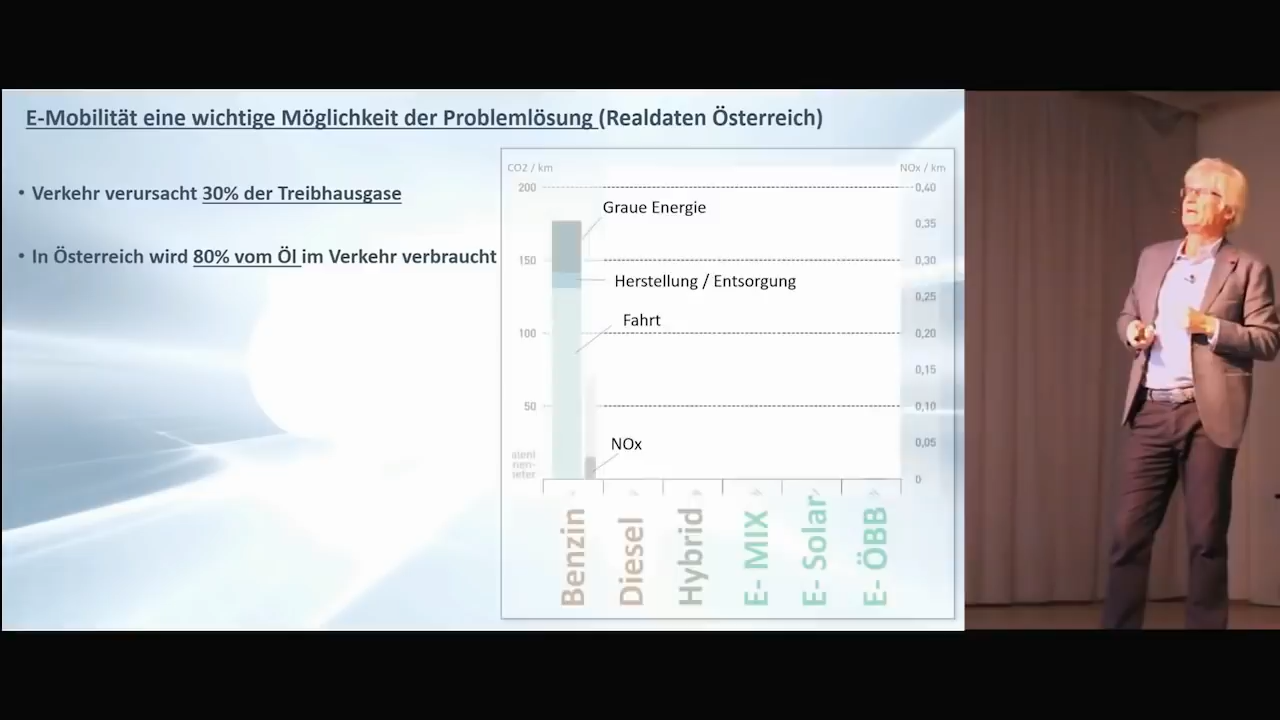 E-Mobilität eine wichtige Möglichkeit der Problemlösung (Realdaten Österreich)
• Verkehr verursacht 30% der Treibhausgase
• In Österreich wird 80% vom Öl im Verkehr verbraucht
CO2 / km
NOx / km
200
150
100
50
Graue Energie
Herstellung / Entsorgung
Fahrt
NOx
0,40
0,35
0,30
0,25
0,20
0,15
0,10
0,05
0
Benzin
Diesel
Hybrid
E- MIX
E- Solar
E- ÖBB